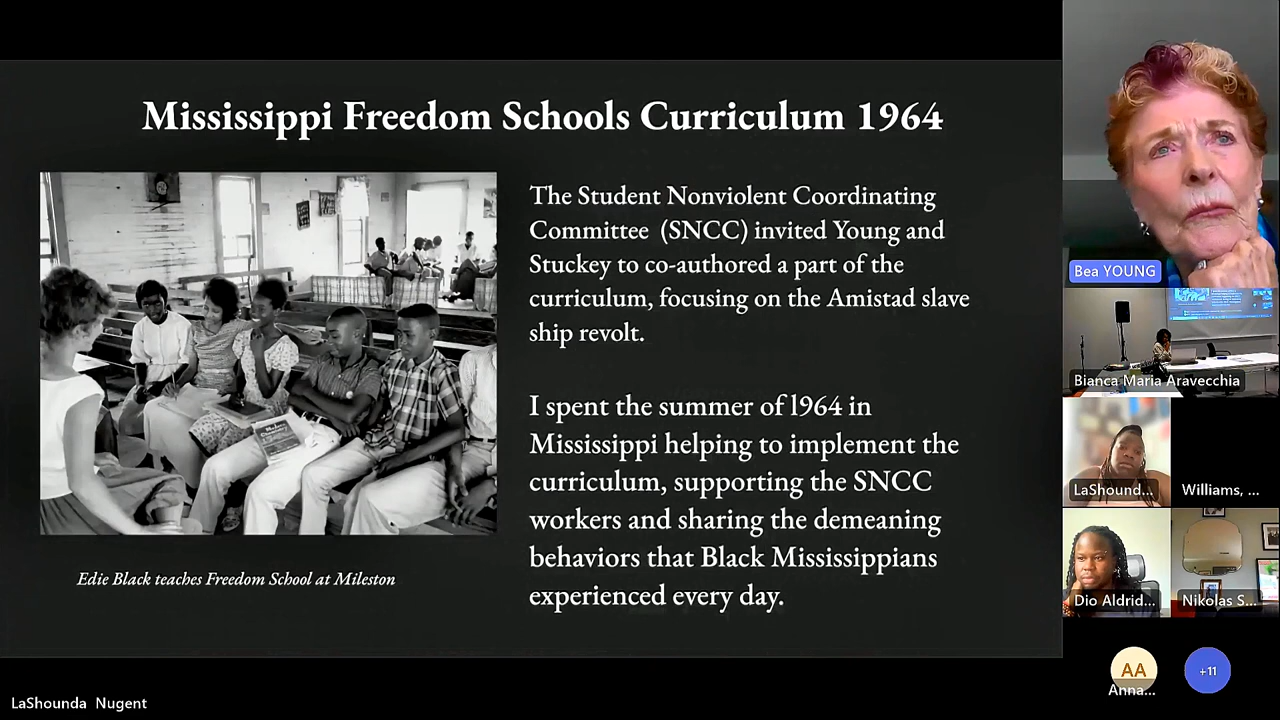 Mississippi Freedom Schools Curriculum 1964
The Student Nonviolent Coordinating
Committee (SNCC) invited Young and
Stuckey to co-authored a part of the
curriculum, focusing on the Amistad slave
ship revolt.
I spent the summer of 1964 in
Mississippi helping to implement the
curriculum, supporting the SNCC
workers and sharing the demeaning
behaviors that Black Mississippians
experienced every day.
Edie Black teaches Freedom School at Mileston
Bea YOUNG
Bianca Maria Aravecchia
LaShound...
Williams, ...
Dio Aldrid...
Nikolas S...
AA
Anna...
+11
LaShounda Nugent